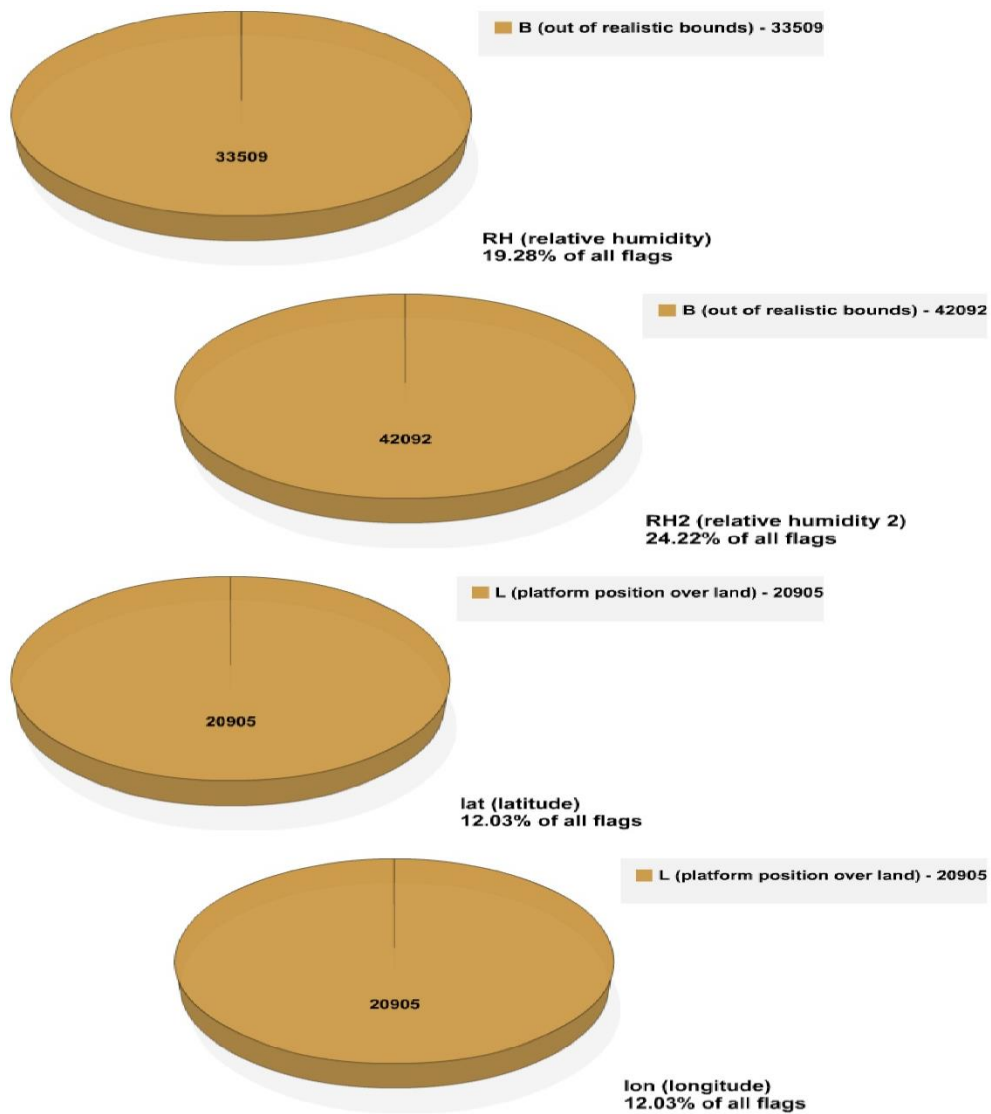 B (out of realistic bounds) - 33509
33509
RH (relative humidity)
19.28% of all flags
B (out of realistic bounds) - 42092
42092
RH2 (relative humidity 2)
24.22% of all flags
L (platform position over land) - 20905
20905
lat (latitude)
12.03% of all flags
L (platform position over land) - 20905
20905
lon (longitude)
12.03% of all flags